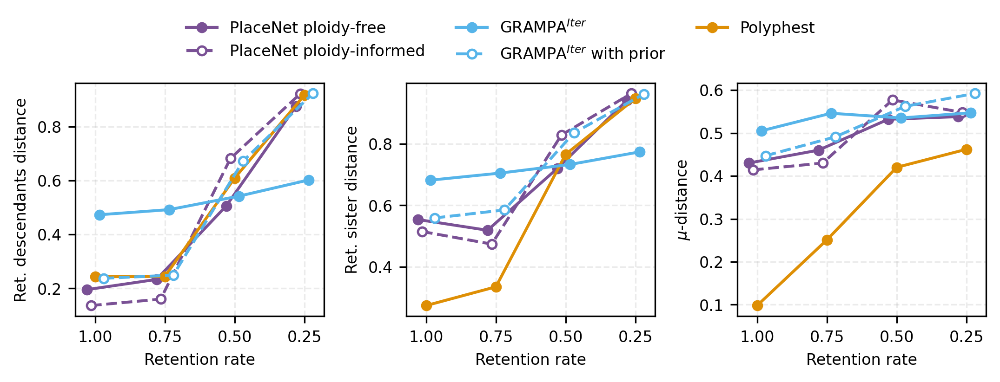 PlaceNet ploidy-free
PlaceNet ploidy-informed
GRAMPA^Iter
GRAMPA^Iter with prior
Polyphest
Ret. descendants distance
0.8
0.6
0.4
0.2
1.00 0.75 0.50 0.25
Retention rate
Ret. sister distance
0.8
0.6
0.4
1.00 0.75 0.50 0.25
Retention rate
μ-distance
0.6
0.5
0.4
0.3
0.2
0.1
1.00 0.75 0.50 0.25
Retention rate